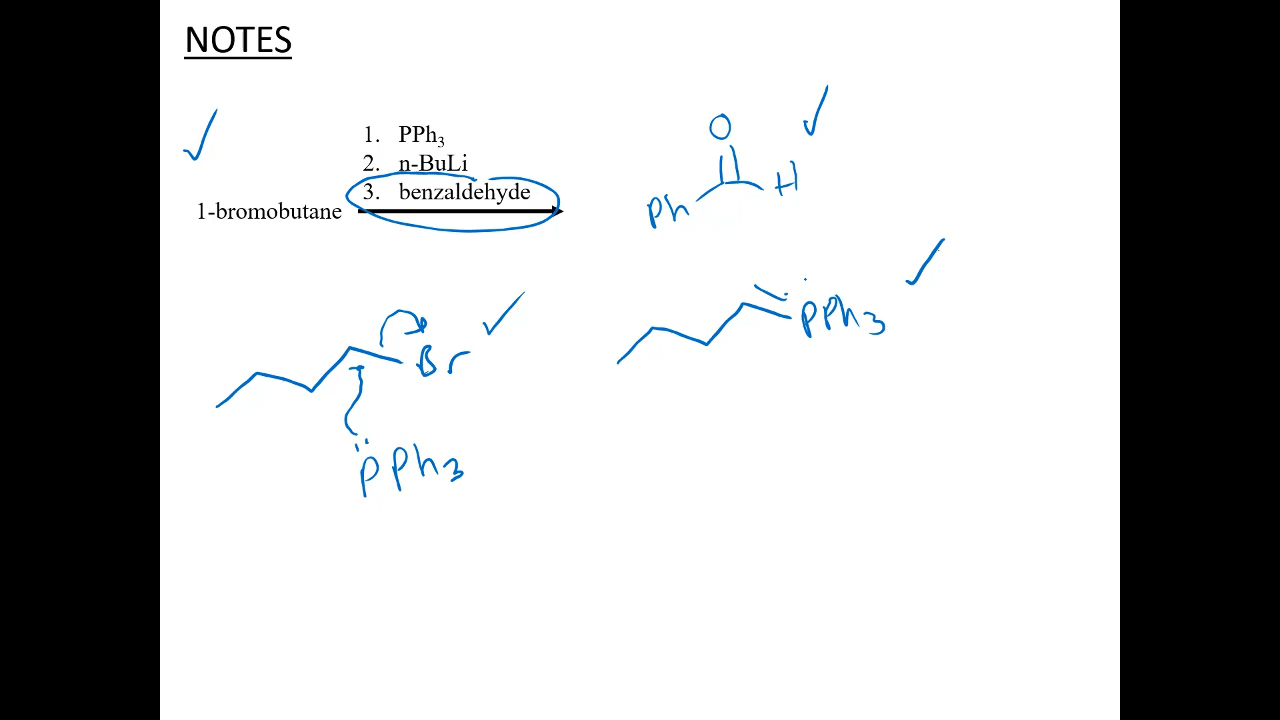 NOTES
1. PPh₃
2. n-BuLi
3. benzaldehyde
1-bromobutane
O
Ph H
PPh₃
Br
PPh₃